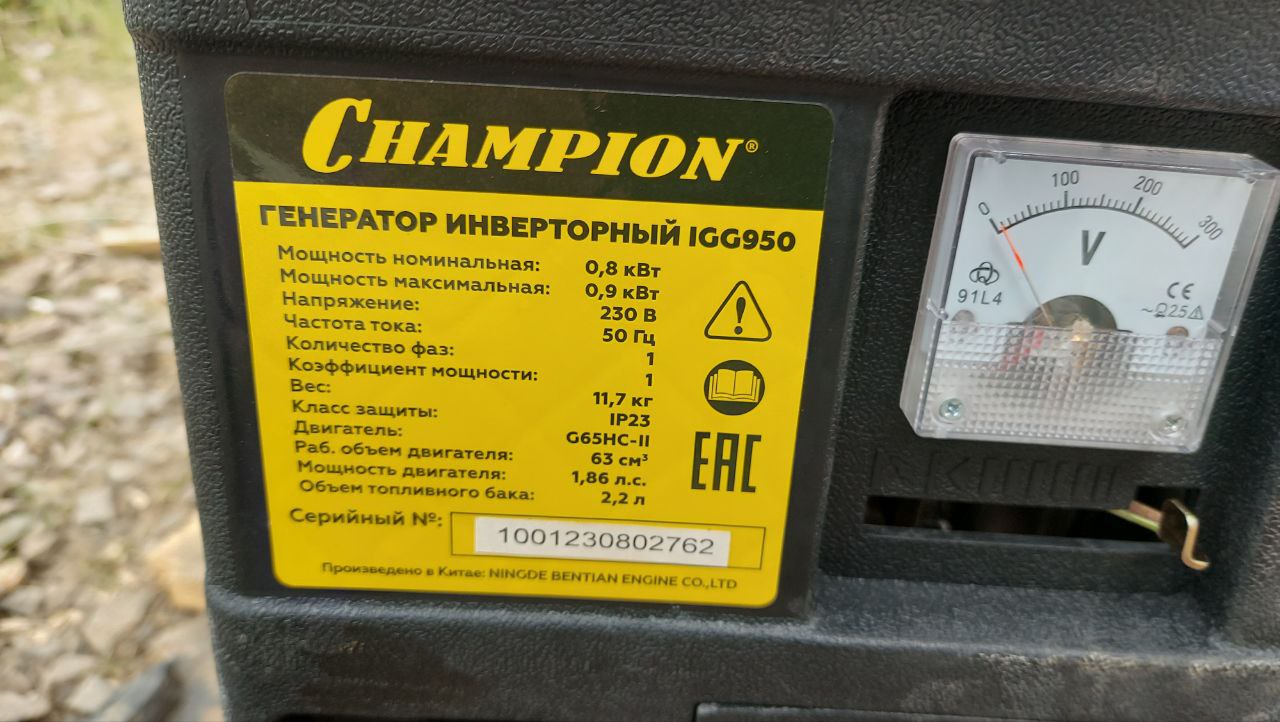 CHAMPION®
ГЕНЕРАТОР ИНВЕРТОРНЫЙ IGG950
Мощность номинальная: 0,8 кВт
Мощность максимальная: 0,9 кВт
Напряжение: 230 В
Частота тока: 50 Гц
Количество фаз: 1
Коэффициент мощности: 1
Вес: 11,7 кг
Класс защиты: IP23
Двигатель: G65HC-II
Раб. объем двигателя: 63 см³
Мощность двигателя: 1,86 л.с.
Объем топливного бака: 2,2 л
Серийный №: 1001230802762
Произведено в Китае: NINGDE BENTIAN ENGINE CO.,LTD
EAC
0 100 200 300
V
91L4
CE
~Ω2.5